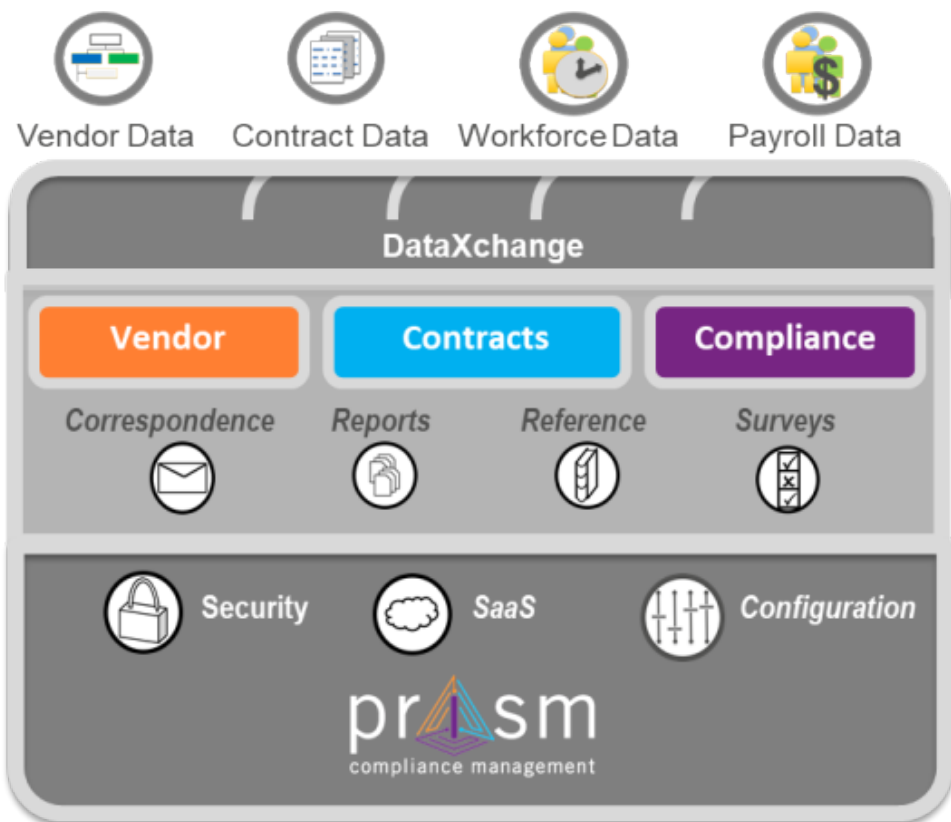 Vendor Data Contract Data Workforce Data Payroll Data
DataXchange
Vendor Contracts Compliance
Correspondence Reports Reference Surveys
Security SaaS Configuration
prism
compliance management